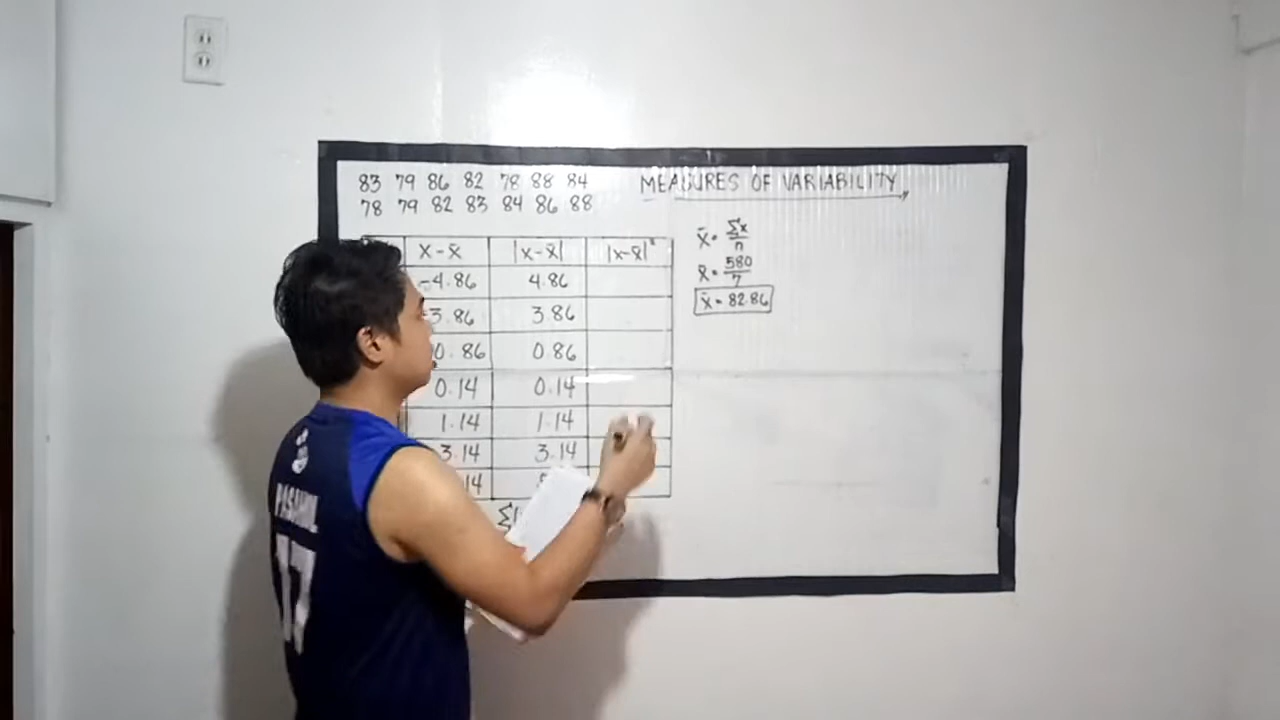 83 79 86 82 78 88 84
MEASURES OF VARIABILITY
78 79 82 83 84 86 88
x̄ = Σx/n
x̄ = 580/7
x̄ = 82.86
x - x̄ |x - x̄| |x - x̄|²
-4.86 4.86
3.86 3.86
0.86 0.86
0.14 0.14
1.14 1.14
3.14 3.14
14
Σ|
17